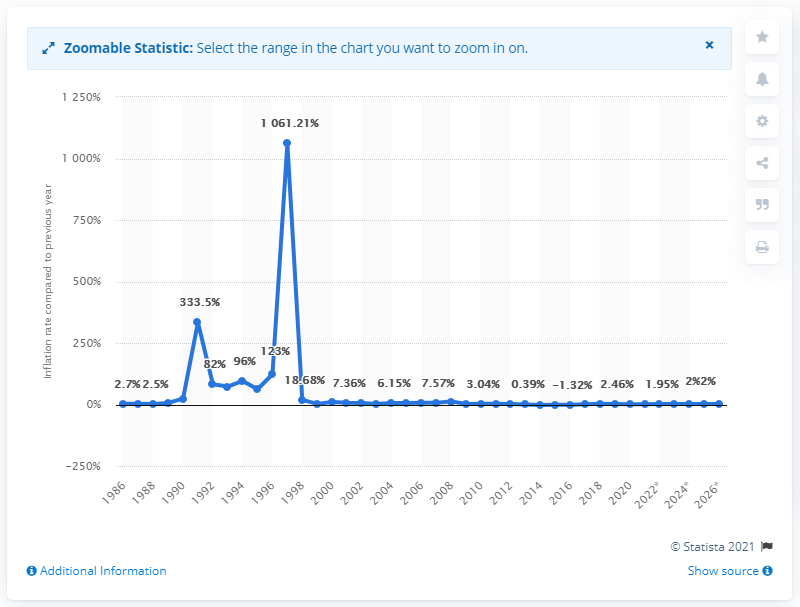 Zoomable Statistic: Select the range in the chart you want to zoom in on.
×
1 250%
1 000%
750%
500%
250%
0%
−250%
Inflation rate compared to previous year
2.7% 2.5% 333.5% 82% 96% 123% 1 061.21% 18.68% 7.36% 6.15% 7.57% 3.04% 0.39% −1.32% 2.46% 1.95% 2% 2%
1986 1988 1990 1992 1994 1996 1998 2000 2002 2004 2006 2008 2010 2012 2014 2016 2018 2020 2022* 2024* 2026*
© Statista 2021
Additional Information
Show source